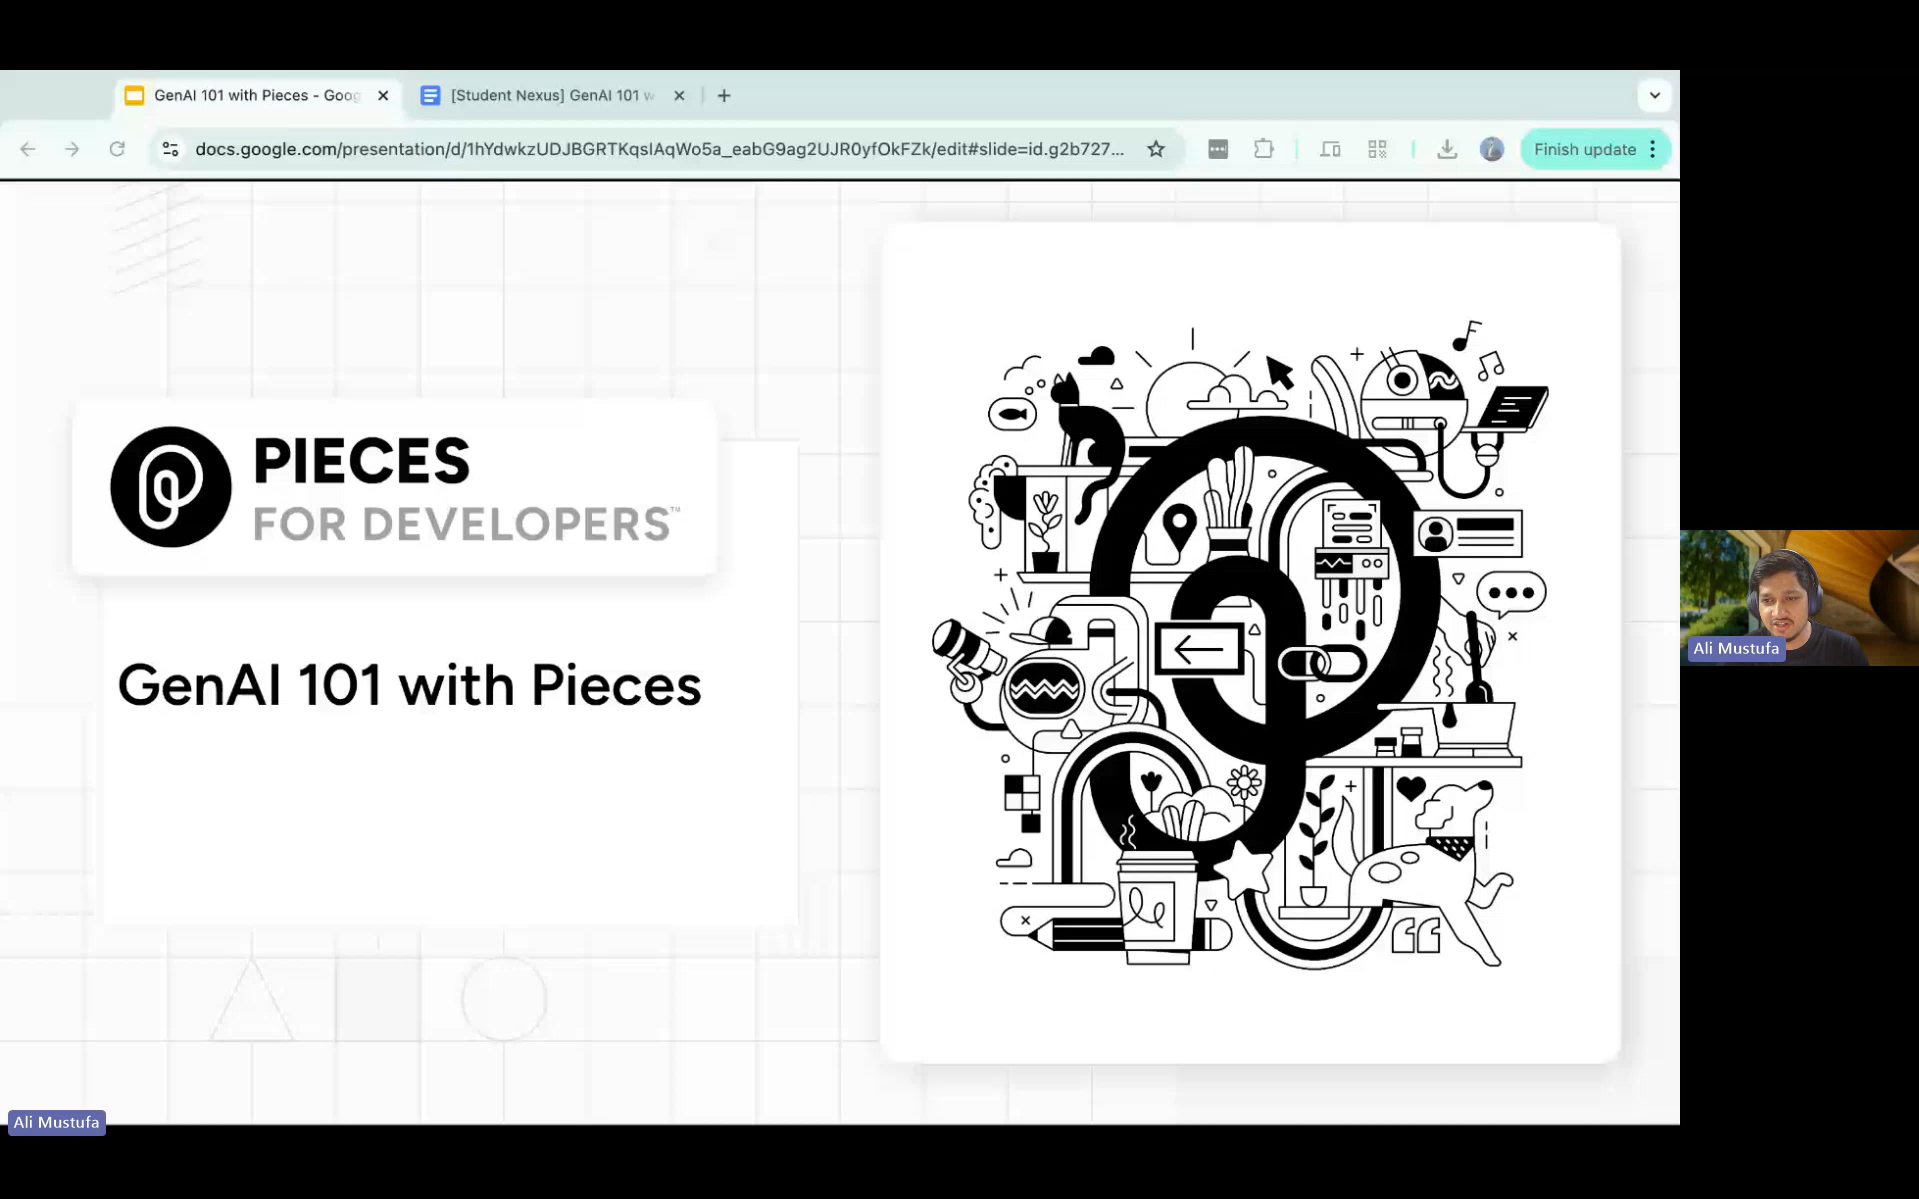 GenAI 101 with Pieces - Goog
[Student Nexus] GenAI 101 w
docs.google.com/presentation/d/1hYdwkzUDJBGRTKqsIAqWo5a_eabG9ag2UJR0yfOkFZk/edit#slide=id.g2b727...
Finish update
PIECES
FOR DEVELOPERS™
GenAI 101 with Pieces
Ali Mustufa
Ali Mustufa